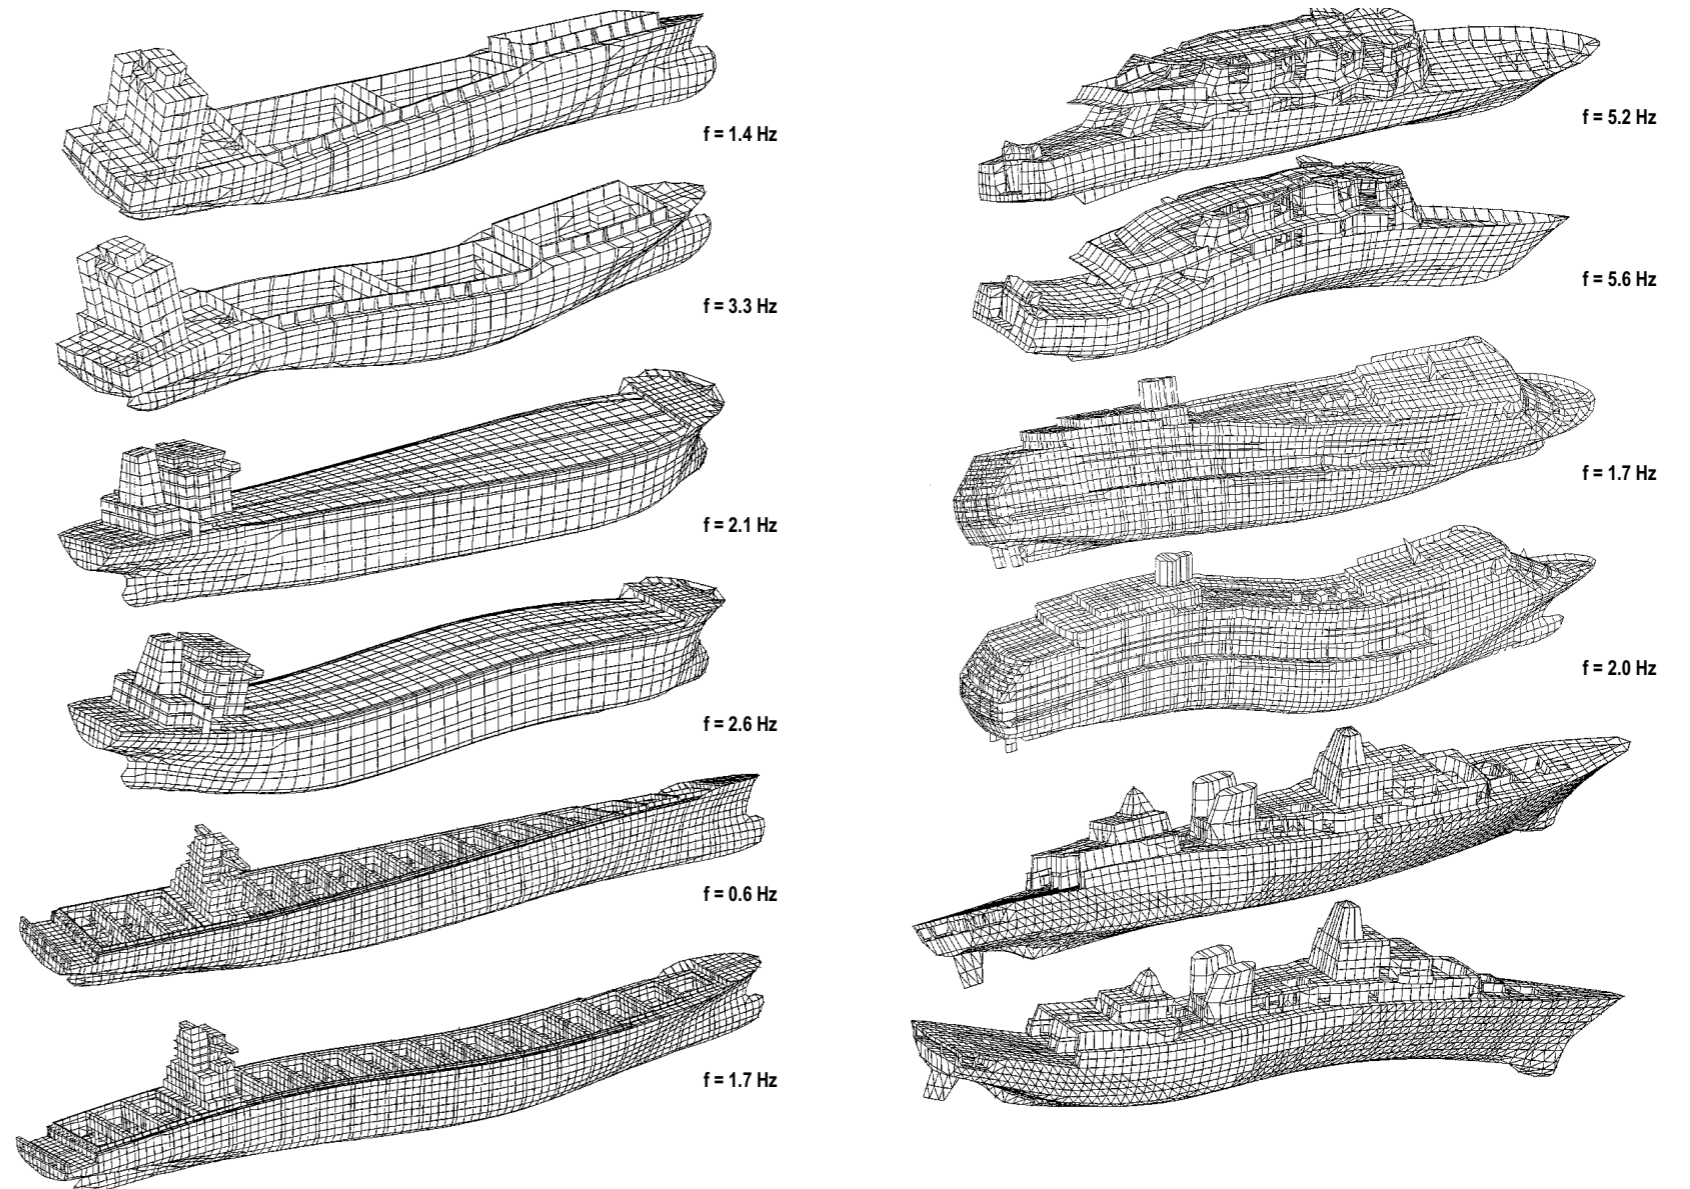 f = 1.4 Hz
f = 3.3 Hz
f = 2.1 Hz
f = 2.6 Hz
f = 0.6 Hz
f = 1.7 Hz
f = 5.2 Hz
f = 5.6 Hz
f = 1.7 Hz
f = 2.0 Hz